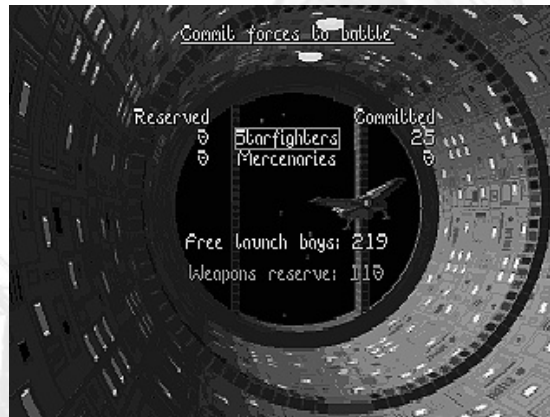 Commit forces to battle
Reserved Committed
0 Starfighters 25
0 Mercenaries 0
Free launch bays: 219
Weapons reserve: 110